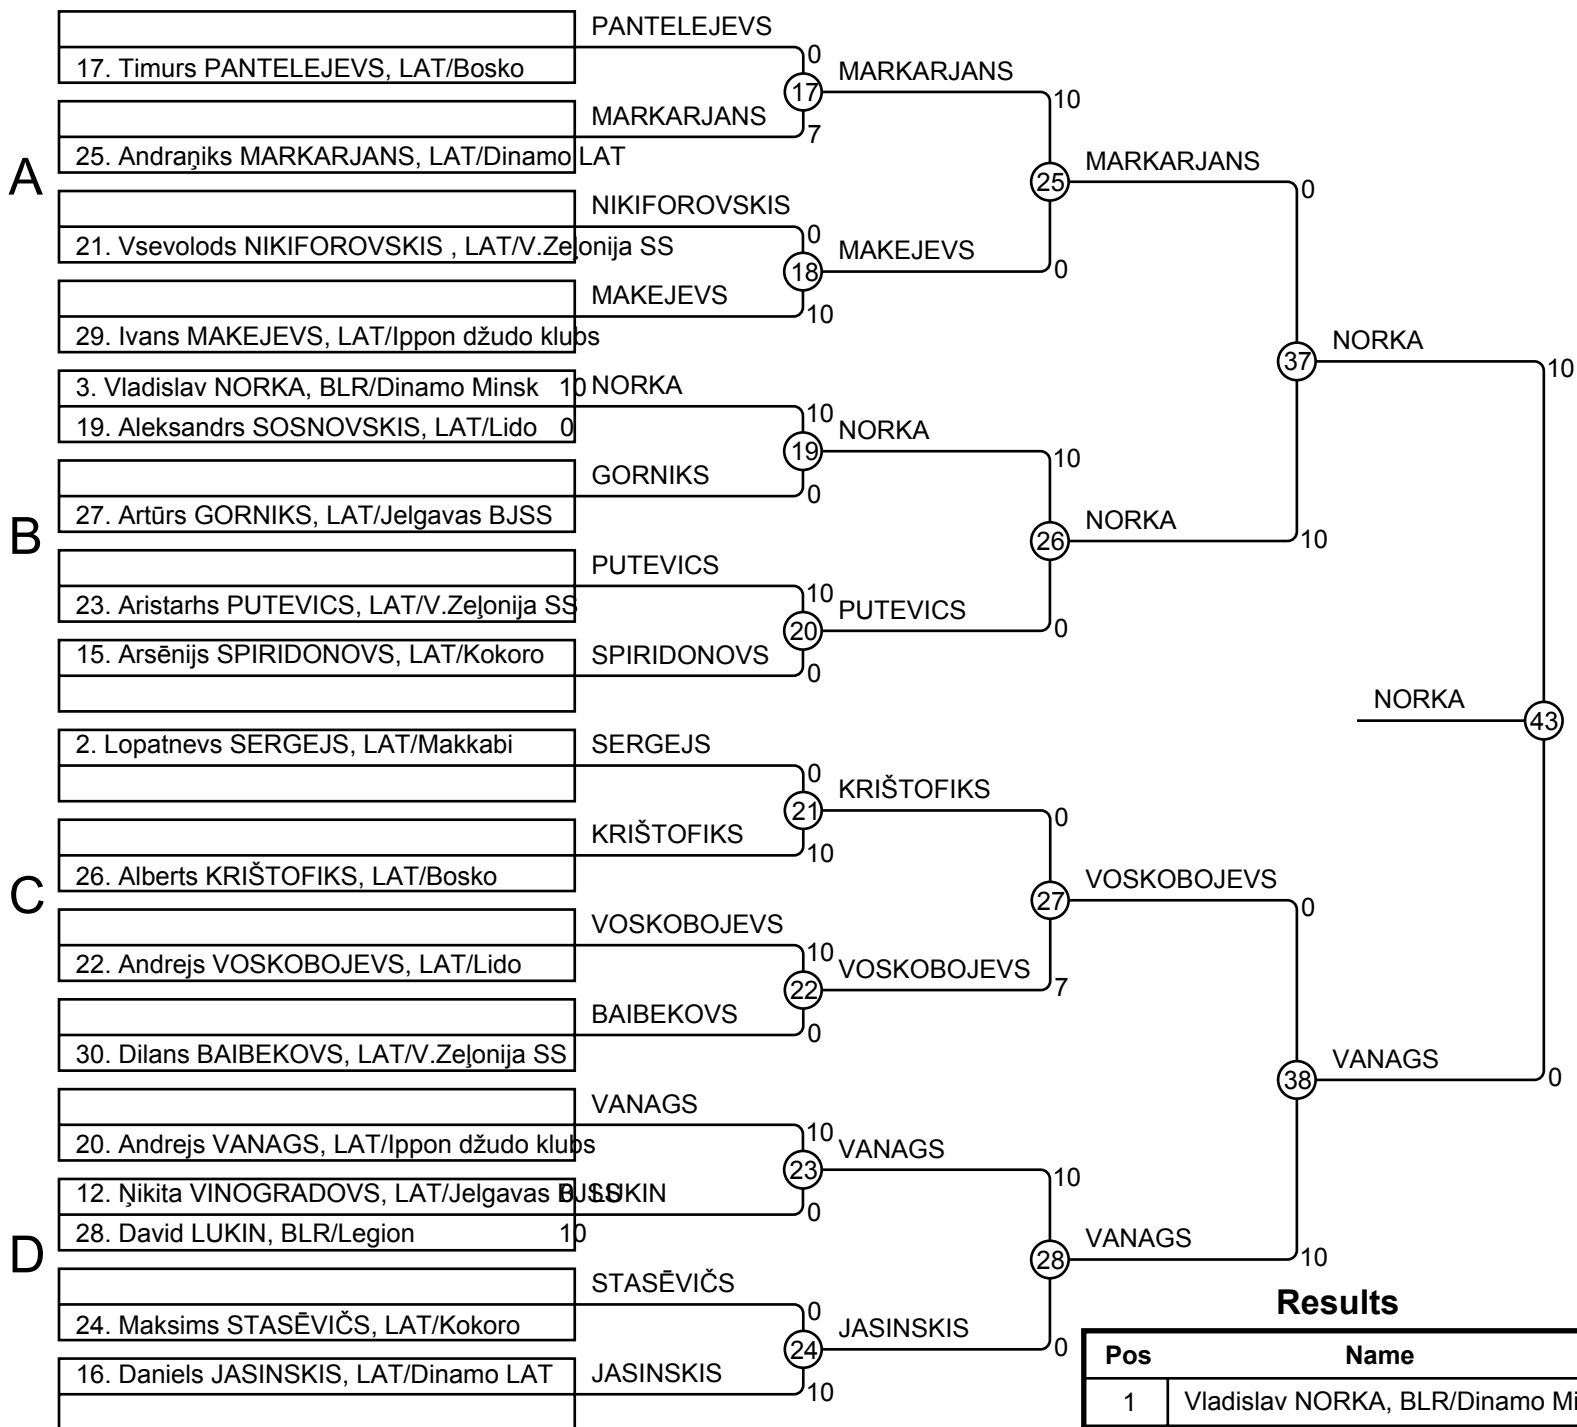 PANTELEJEVS
0
17. Timurs PANTELEJEVS, LAT/Bosko
17
MARKARJANS
10
MARKARJANS
7
25. Andraņiks MARKARJANS, LAT/Dinamo LAT
A
25
MARKARJANS
0
NIKIFOROVSKIS
0
21. Vsevolods NIKIFOROVSKIS , LAT/V.Zeļonija SS
18
MAKEJEVS
0
MAKEJEVS
10
29. Ivans MAKEJEVS, LAT/Ippon džudo klubs
37
NORKA
10
3. Vladislav NORKA, BLR/Dinamo Minsk 10
NORKA
10
19. Aleksandrs SOSNOVSKIS, LAT/Lido 0
19
NORKA
10
GORNIKS
0
27. Artūrs GORNIKS, LAT/Jelgavas BJSS
B
26
NORKA
10
PUTEVICS
10
23. Aristarhs PUTEVICS, LAT/V.Zeļonija SS
20
PUTEVICS
0
15. Arsēnijs SPIRIDONOVS, LAT/Kokoro
SPIRIDONOVS
0
NORKA
43
2. Lopatnevs SERGEJS, LAT/Makkabi
SERGEJS
0
21
KRIŠTOFIKS
0
KRIŠTOFIKS
10
26. Alberts KRIŠTOFIKS, LAT/Bosko
C
27
VOSKOBOJEVS
0
VOSKOBOJEVS
10
22. Andrejs VOSKOBOJEVS, LAT/Lido
22
VOSKOBOJEVS
7
BAIBEKOVS
0
30. Dilans BAIBEKOVS, LAT/V.Zeļonija SS
38
VANAGS
0
VANAGS
10
20. Andrejs VANAGS, LAT/Ippon džudo klubs
23
VANAGS
10
12. Ņikita VINOGRADOVS, LAT/Jelgavas BJSS 0
LUKIN
0
28. David LUKIN, BLR/Legion 10
D
28
VANAGS
10
STASĒVIČS
0
24. Maksims STASĒVIČS, LAT/Kokoro
24
JASINSKIS
0
16. Daniels JASINSKIS, LAT/Dinamo LAT
JASINSKIS
10
Results
Pos Name
1 Vladislav NORKA, BLR/Dinamo Mi